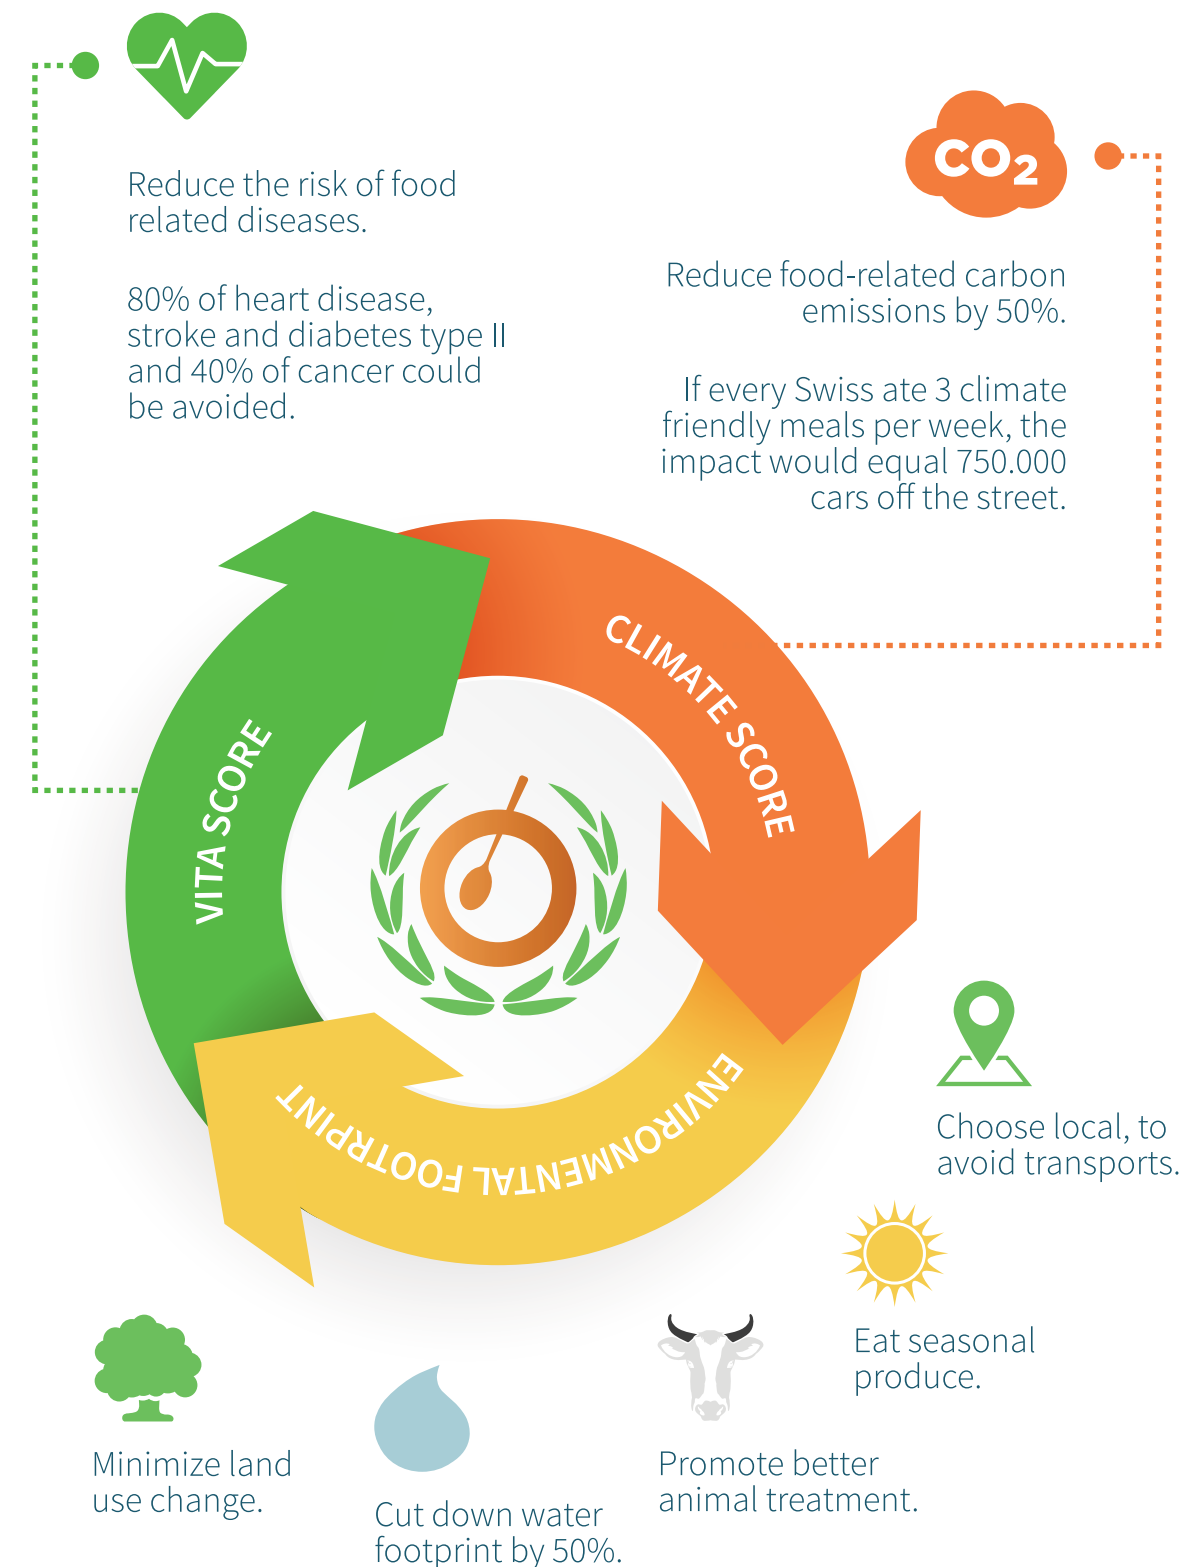 Reduce the risk of food
related diseases.
80% of heart disease,
stroke and diabetes type II
and 40% of cancer could
be avoided.
CO2
Reduce food-related carbon
emissions by 50%.
If every Swiss ate 3 climate
friendly meals per week, the
impact would equal 750.000
cars off the street.
VITA SCORE
CLIMATE SCORE
ENVIRONMENTAL FOOTRPINT
Choose local, to
avoid transports.
Eat seasonal
produce.
Promote better
animal treatment.
Cut down water
footprint by 50%.
Minimize land
use change.